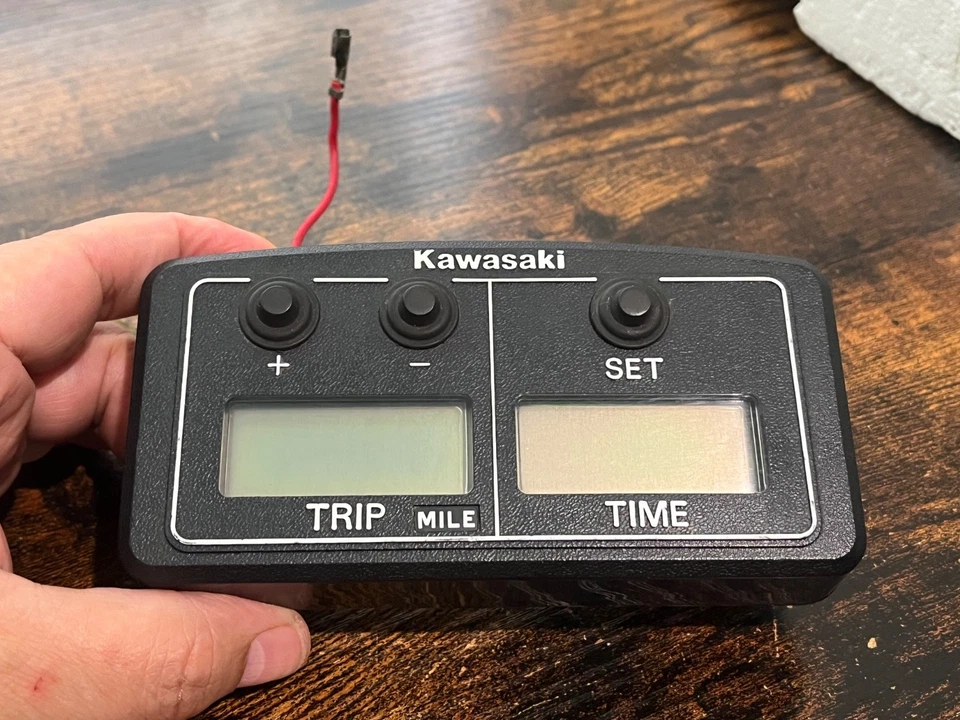 Kawasaki
+ -
SET
TRIP MILE
TIME